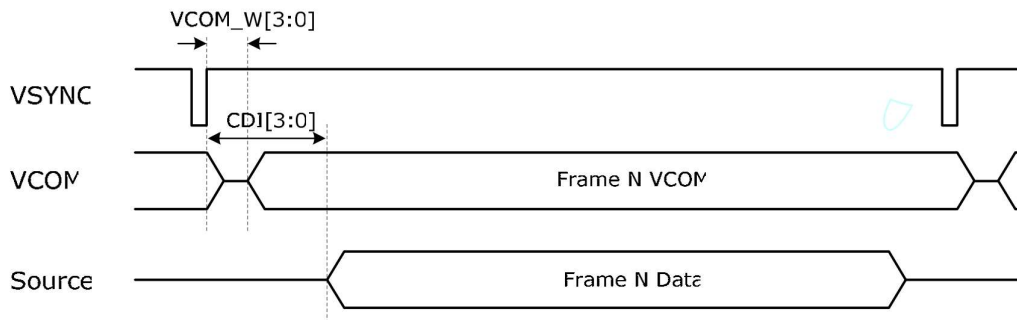 VCOM_W[3:0]
VSYNC
CDI[3:0]
VCOM
Frame N VCOM
Source
Frame N Data